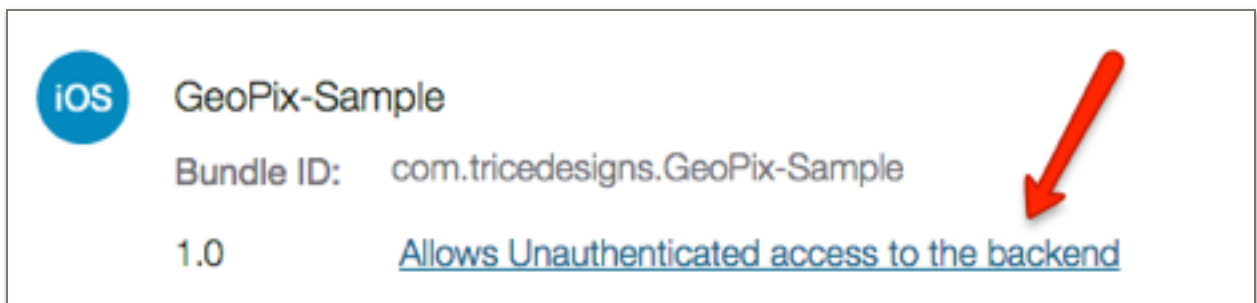 iOS
GeoPix-Sample
Bundle ID: com.tricedesigns.GeoPix-Sample
1.0 Allows Unauthenticated access to the backend